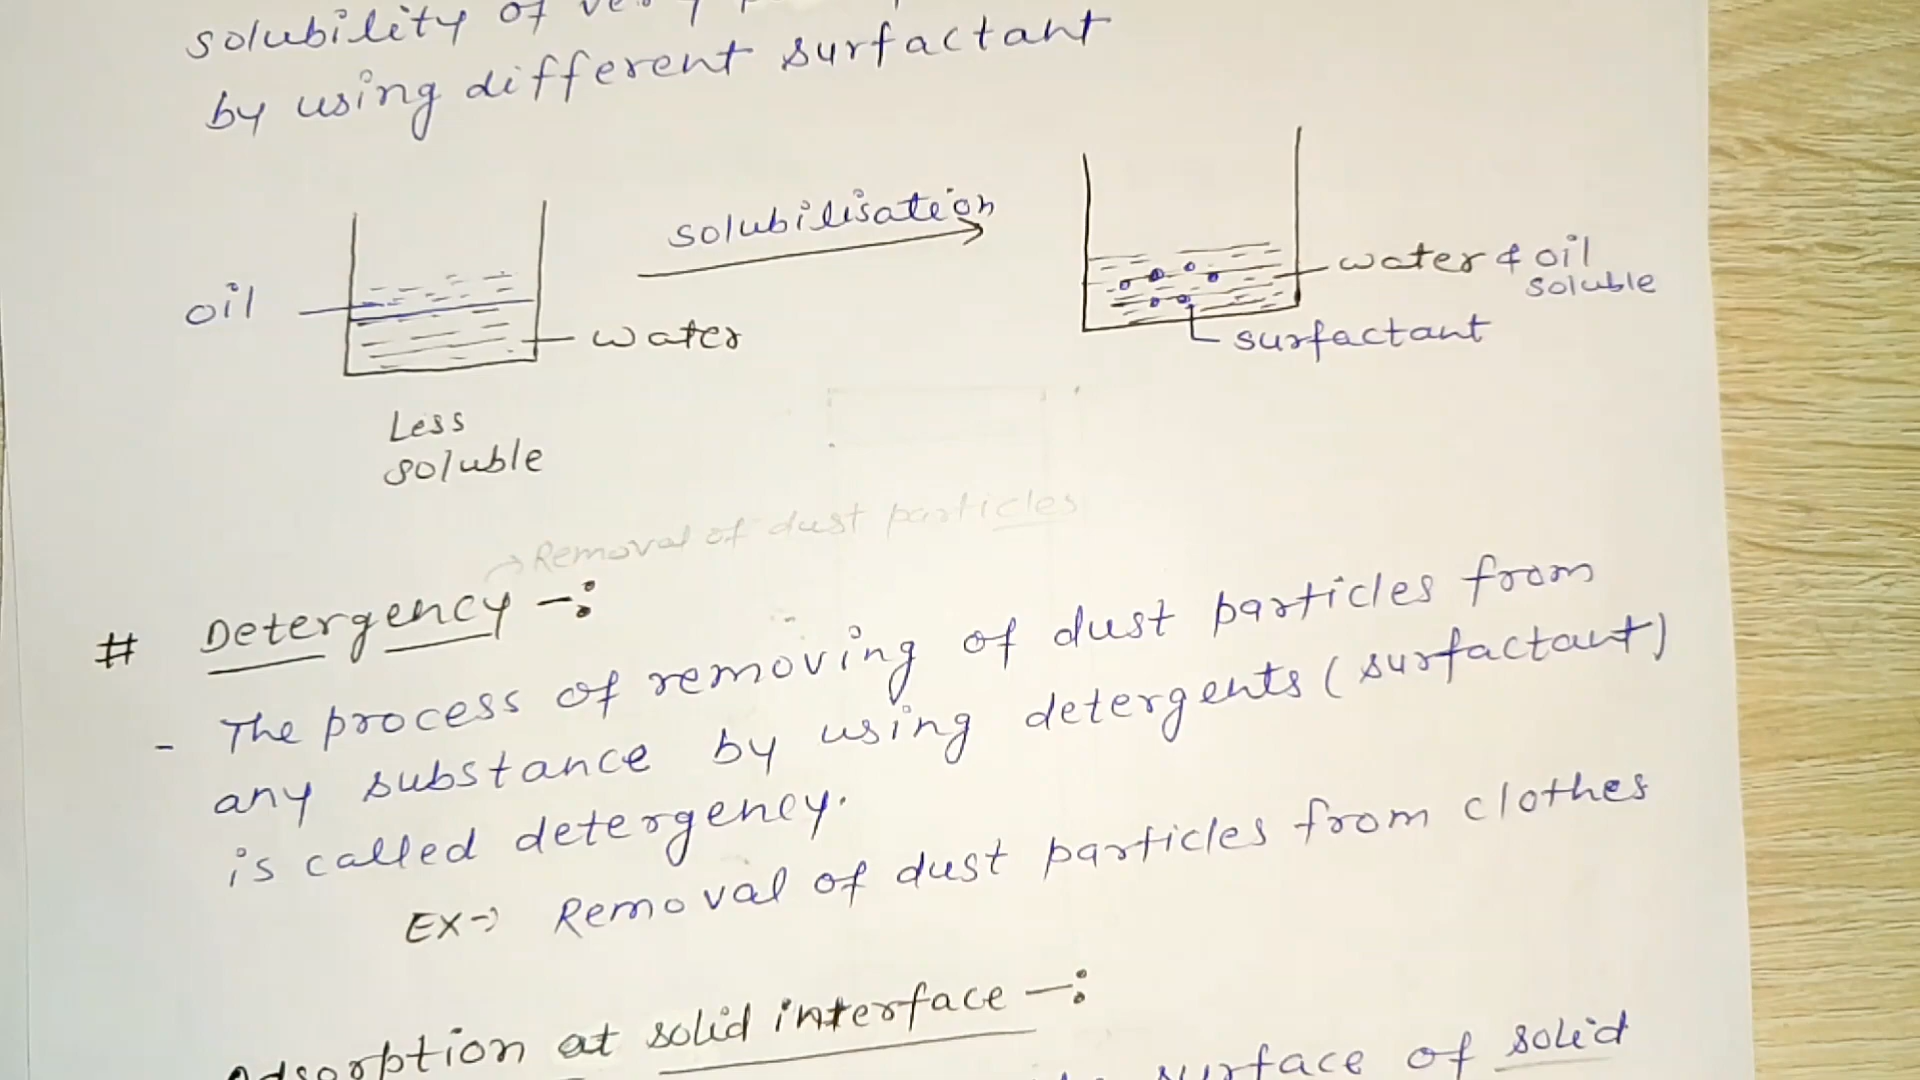 solubility of
by using different surfactant
solubilisation
oil
water
Less
soluble
water & oil
soluble
surfactant
→ Removal of dust particles
# Detergency -:
- The process of removing of dust particles from
any substance by using detergents (surfactant)
is called detergency.
EX→ Removal of dust particles from clothes
Adsorption at solid interface -:
surface of solid